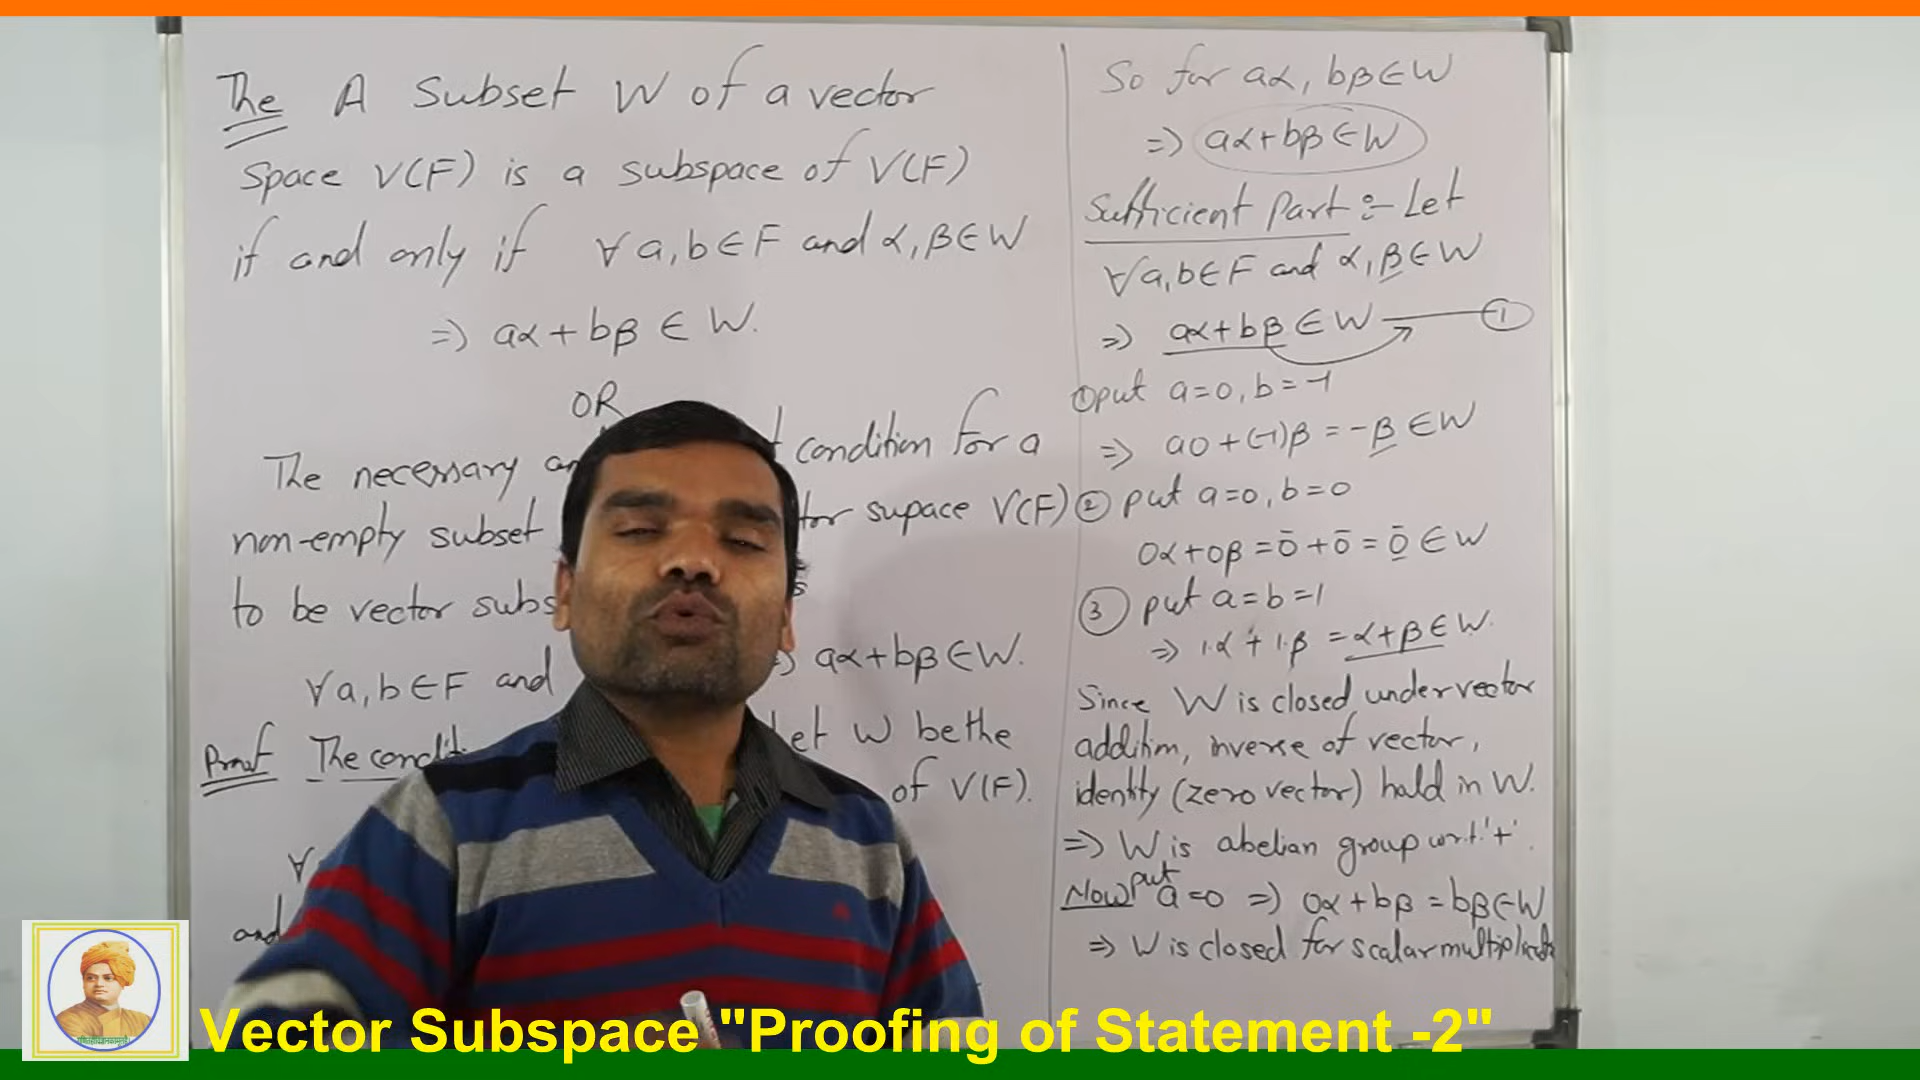 The A Subset W of a vector
Space V(F) is a subspace of V(F)
if and only if ∀ a, b ∈ F and α, β ∈ W
=> aα + bβ ∈ W.
OR
The necessary an condition for a
non-empty subset supace V(F)
to be vector subs
∀ a, b ∈ F and aα + bβ ∈ W.
Proof The conditi Let W be the
of V(F).
∀
and
So for aα, bβ ∈ W
=> aα + bβ ∈ W
Sufficient Part :- Let
∀ a, b ∈ F and α, β ∈ W
=> aα + bβ ∈ W ①
① put a=0, b=-1
=> a0 + (-1)β = -β ∈ W
② put a=0, b=0
0α + 0β = 0̄ + 0̄ = 0̄ ∈ W
③ put a=b=1
=> 1.α + 1.β = α + β ∈ W.
Since W is closed under vector
addition, inverse of vector,
identity (zero vector) hold in W.
=> W is abelian group w.r.t. '+'.
Now put a=0 => 0α + bβ = bβ ∈ W
=> W is closed for scalar
Vector Subspace "Proofing of Statement -2"